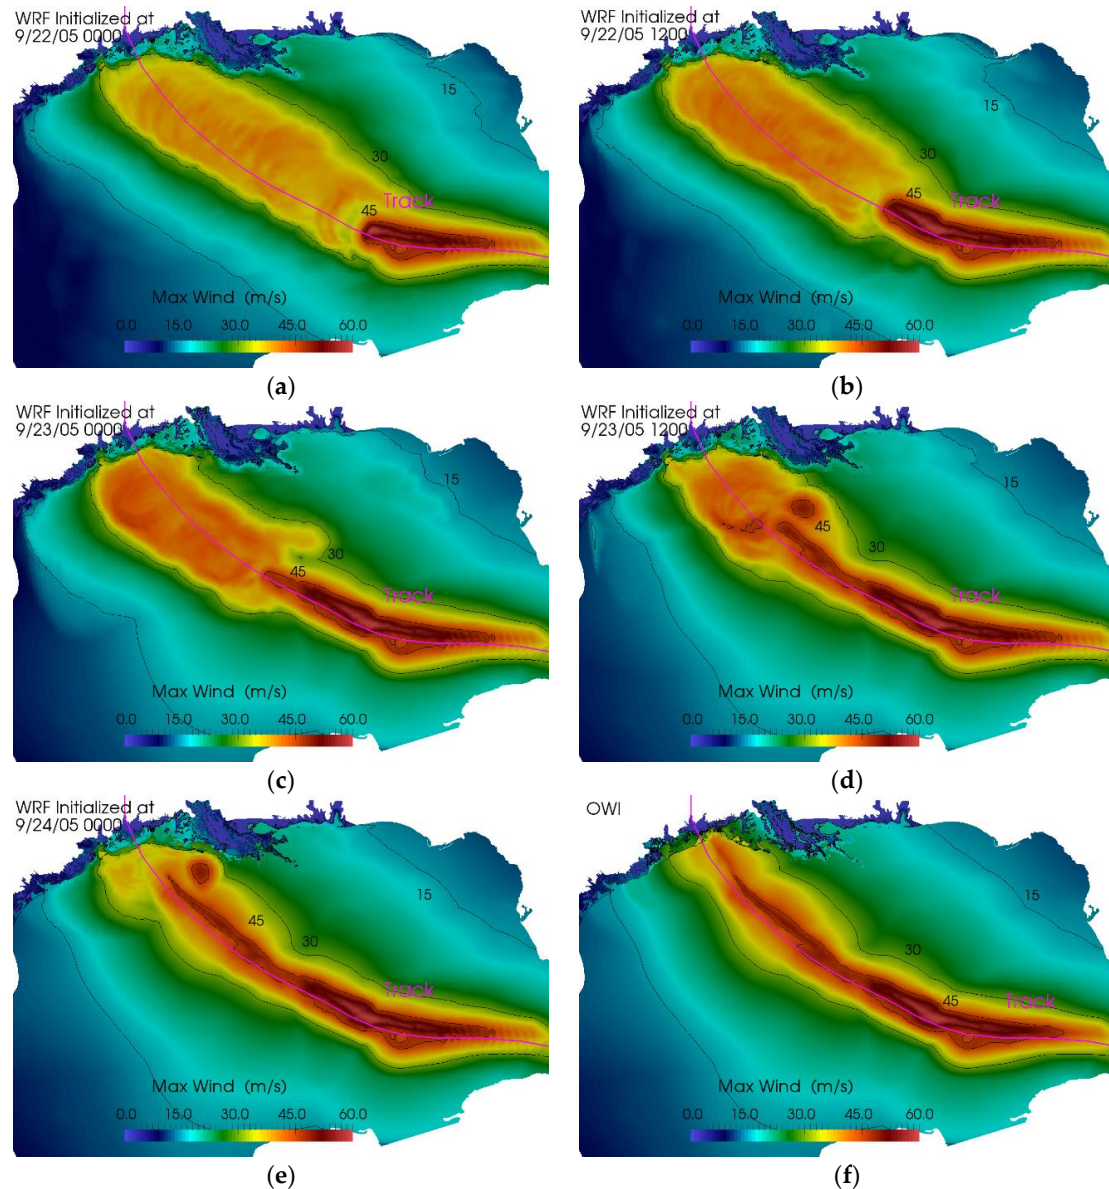 WRF Initialized at
9/22/05 0000
15
30
45
Track
Max Wind (m/s)
0.0 15.0 30.0 45.0 60.0
(a)
WRF Initialized at
9/22/05 1200
15
30
45
Track
Max Wind (m/s)
0.0 15.0 30.0 45.0 60.0
(b)
WRF Initialized at
9/23/05 0000
15
30
45
Track
Max Wind (m/s)
0.0 15.0 30.0 45.0 60.0
(c)
WRF Initialized at
9/23/05 1200
15
45
30
Track
Max Wind (m/s)
0.0 15.0 30.0 45.0 60.0
(d)
WRF Initialized at
9/24/05 0000
15
45
30
Track
Max Wind (m/s)
0.0 15.0 30.0 45.0 60.0
(e)
OWI
15
30
45
Track
Max Wind (m/s)
0.0 15.0 30.0 45.0 60.0
(f)